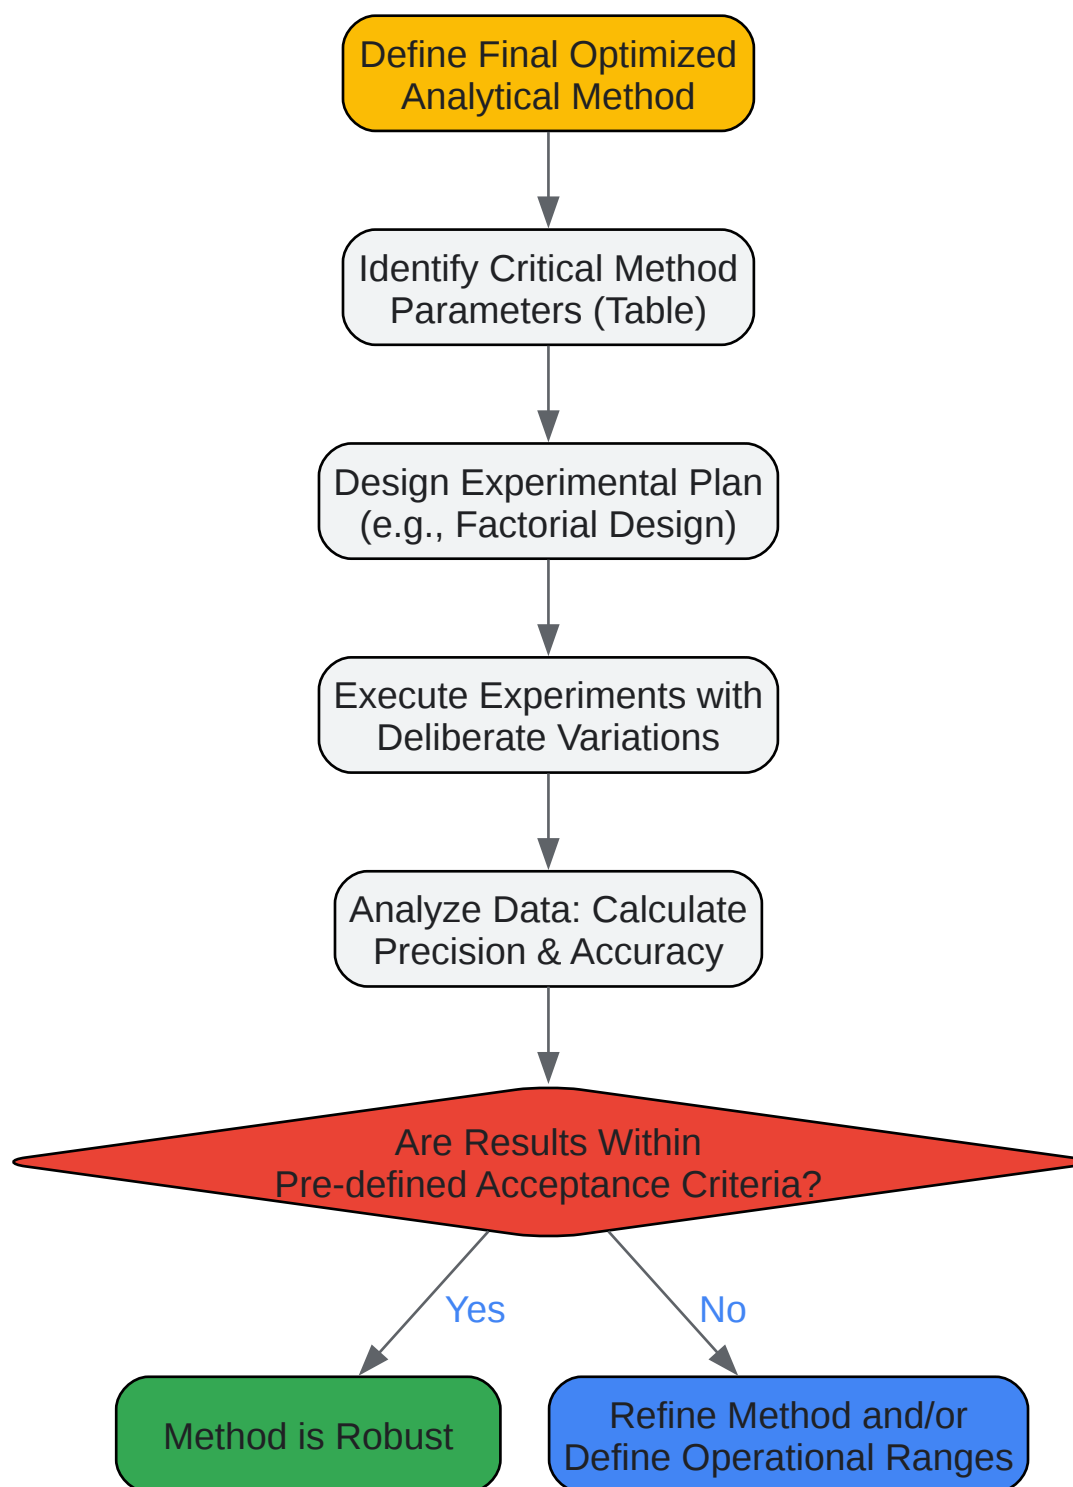 Define Final Optimized
Analytical Method
Identify Critical Method
Parameters (Table)
Design Experimental Plan
(e.g., Factorial Design)
Execute Experiments with
Deliberate Variations
Analyze Data: Calculate
Precision & Accuracy
Are Results Within
Pre-defined Acceptance Criteria?
Yes
No
Method is Robust
Refine Method and/or
Define Operational Ranges